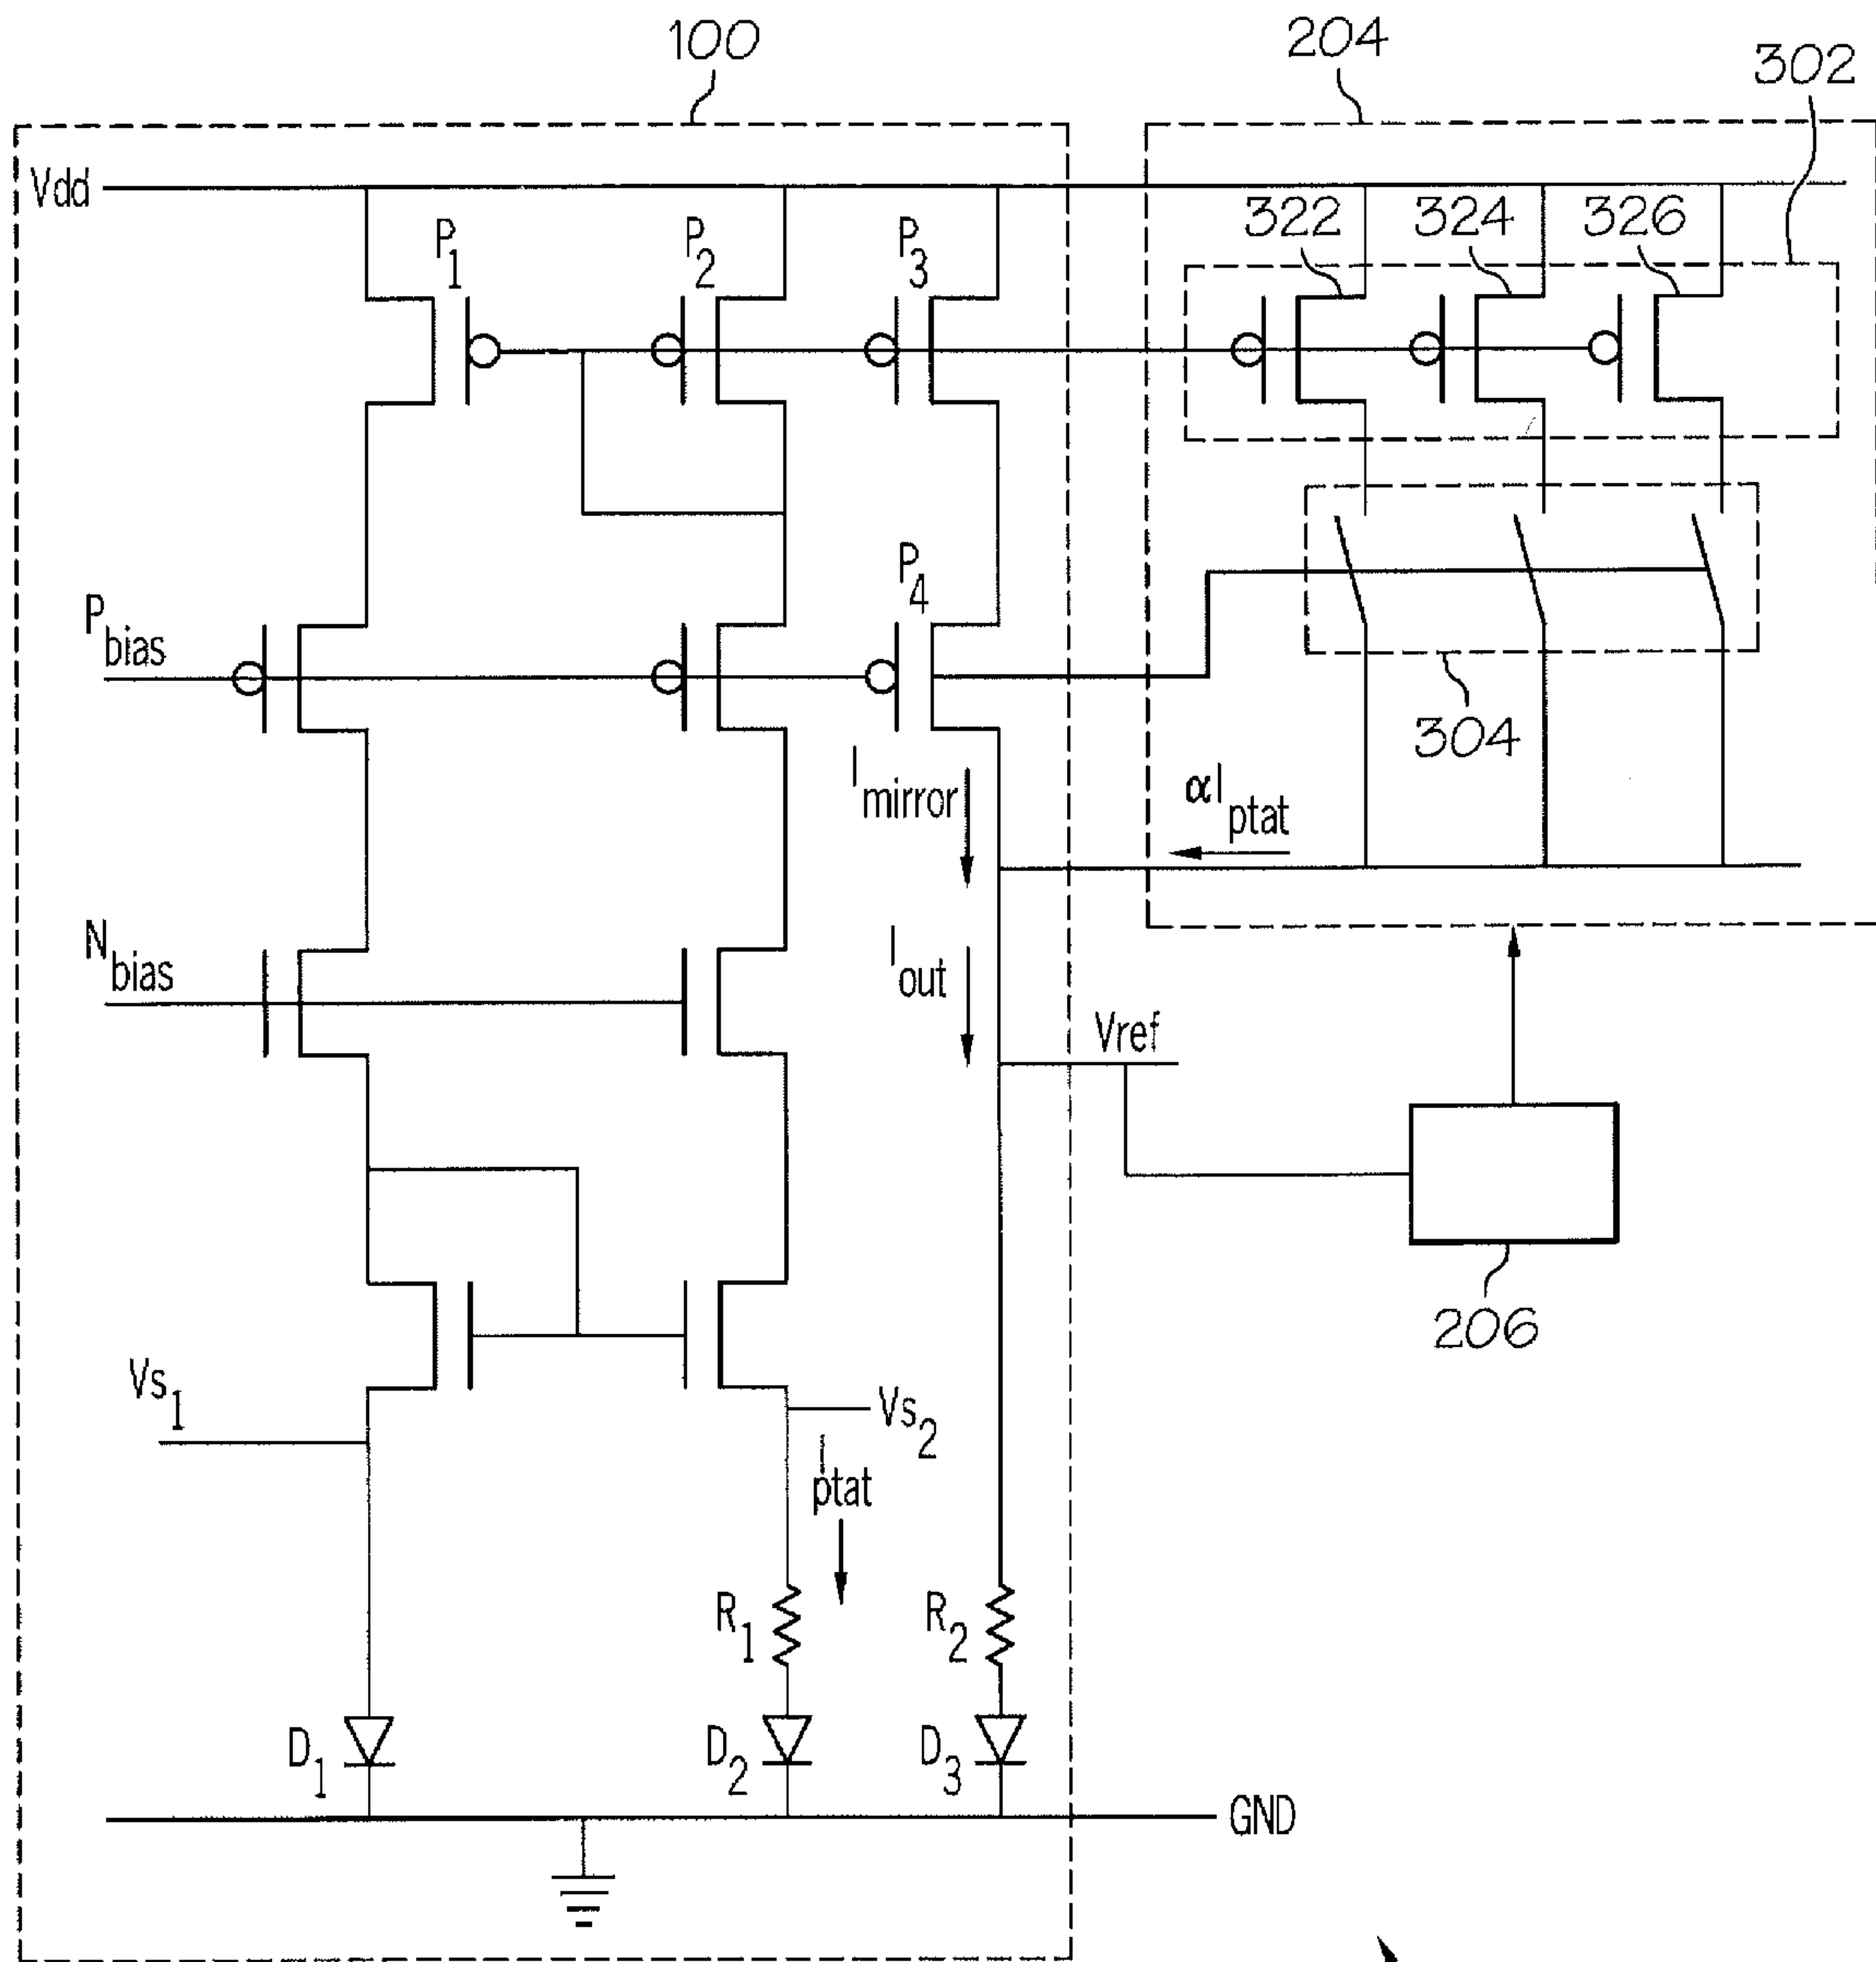 100
204
302
Vdd
P1
P2
P3
322
324
326
Pbias
P4
304
Imirror
αIptat
Nbias
Iout
Vref
206
Vs1
Vs2
Iptat
R1
R2
D1
D2
D3
GND